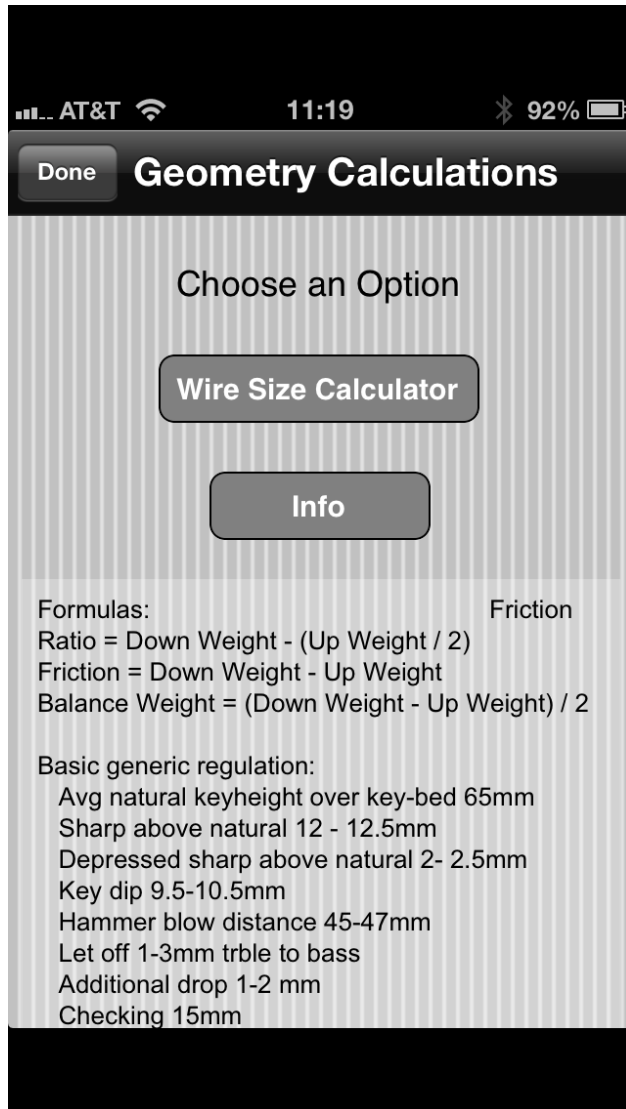 AT&T 11:19 92%
Done Geometry Calculations
Choose an Option
Wire Size Calculator
Info
Formulas: Friction
Ratio = Down Weight - (Up Weight / 2)
Friction = Down Weight - Up Weight
Balance Weight = (Down Weight - Up Weight) / 2
Basic generic regulation:
Avg natural keyheight over key-bed 65mm
Sharp above natural 12 - 12.5mm
Depressed sharp above natural 2- 2.5mm
Key dip 9.5-10.5mm
Hammer blow distance 45-47mm
Let off 1-3mm trble to bass
Additional drop 1-2 mm
Checking 15mm